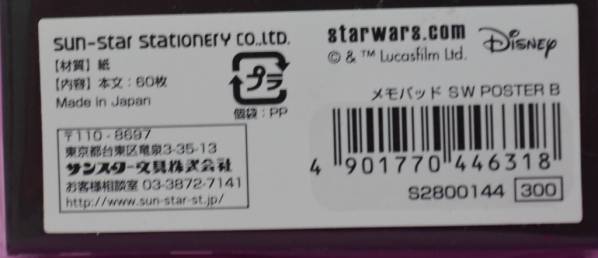 sun-star stationery co.,ltd.
【材質】紙
【内容】本文:60枚
Made in Japan
プラ
個袋:PP
〒110-8697
東京都台東区竜泉3-35-13
サンスター文具株式会社
お客様相談室 03-3872-7141
http://www.sun-star-st.jp/
starwars.com
© & ™ Lucasfilm Ltd.
Disney
メモパッド SW POSTER B
4 901770 446318
S2800144 300